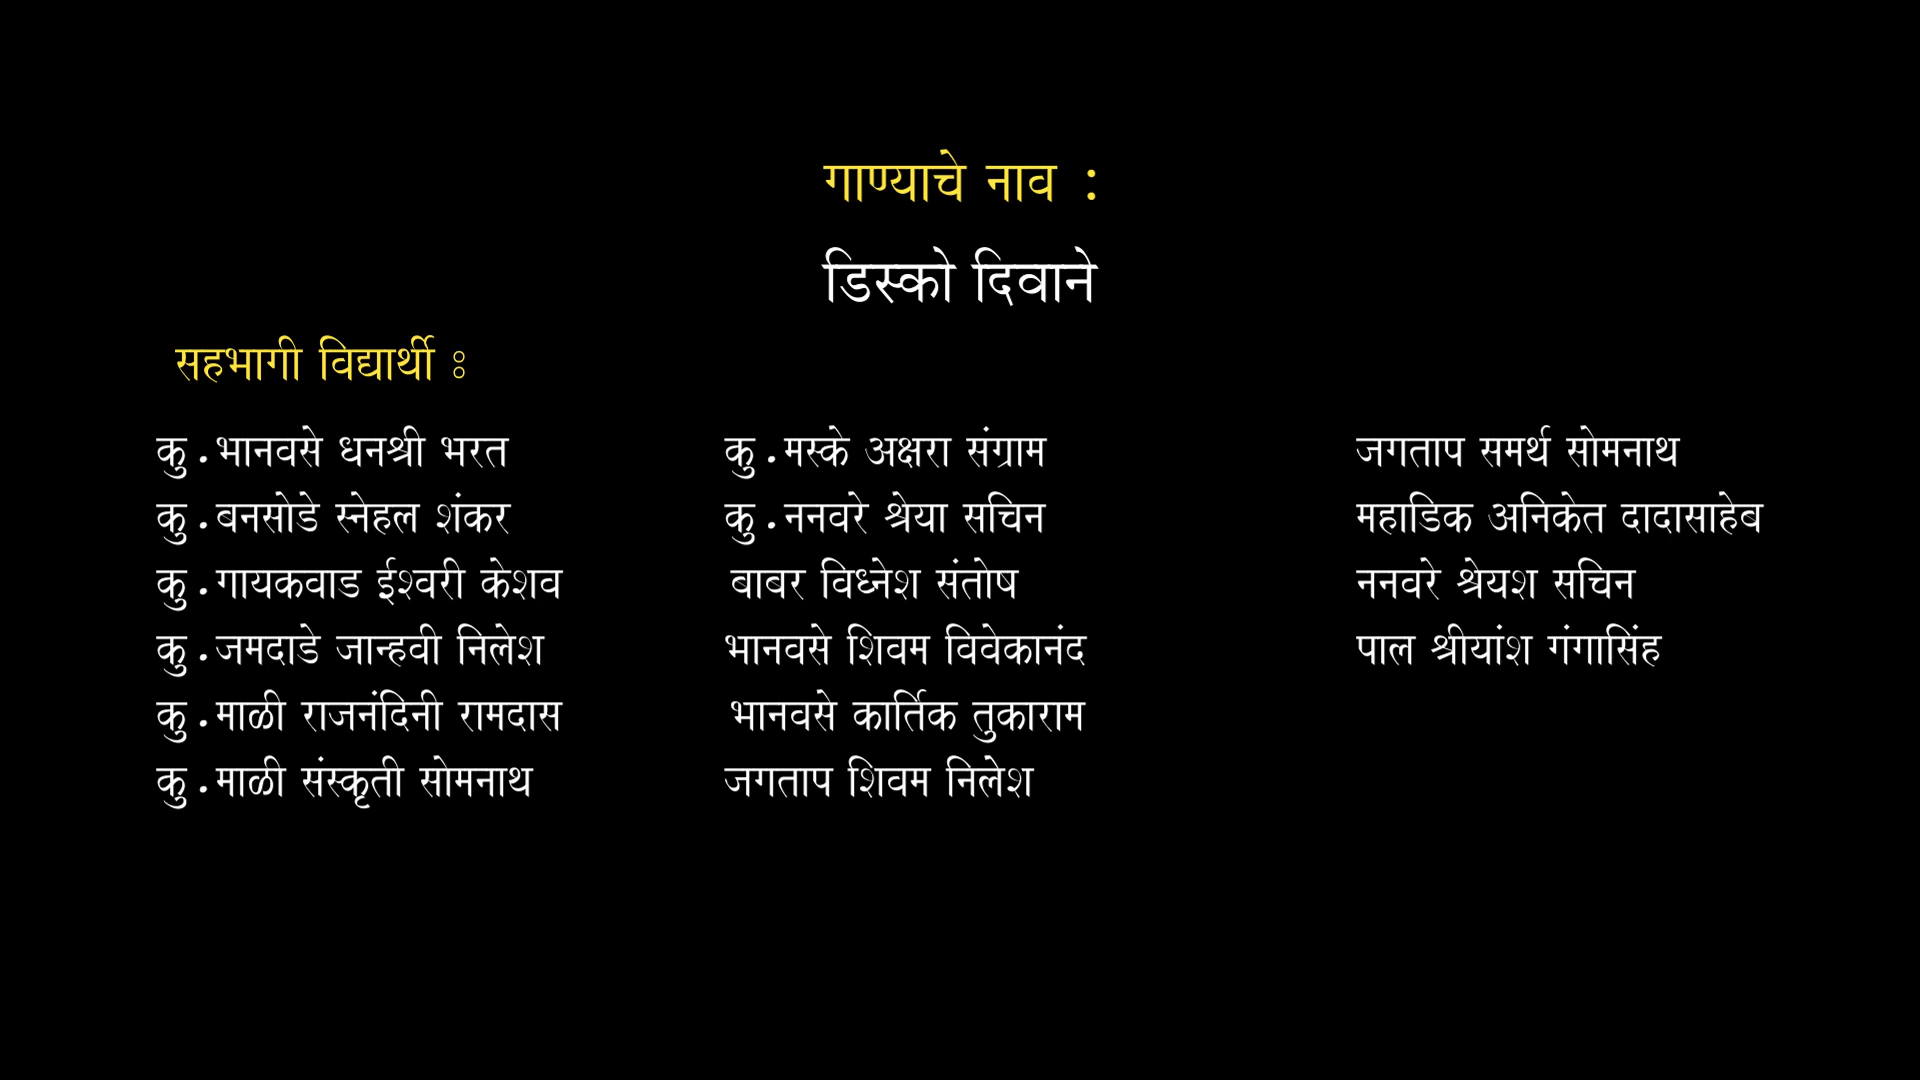 गाण्याचे नाव :
डिस्को दिवाने
सहभागी विद्यार्थी :
कु.भानवसे धनश्री भरत
कु.बनसोडे स्नेहल शंकर
कु.गायकवाड ईश्वरी केशव
कु.जमदाडे जान्हवी निलेश
कु.माळी राजनंदिनी रामदास
कु.माळी संस्कृती सोमनाथ
कु.मस्के अक्षरा संग्राम
कु.ननवरे श्रेया सचिन
बाबर विध्नेश संतोष
भानवसे शिवम विवेकानंद
भानवसे कार्तिक तुकाराम
जगताप शिवम निलेश
जगताप समर्थ सोमनाथ
महाडिक अनिकेत दादासाहेब
ननवरे श्रेयश सचिन
पाल श्रीयांश गंगासिंह